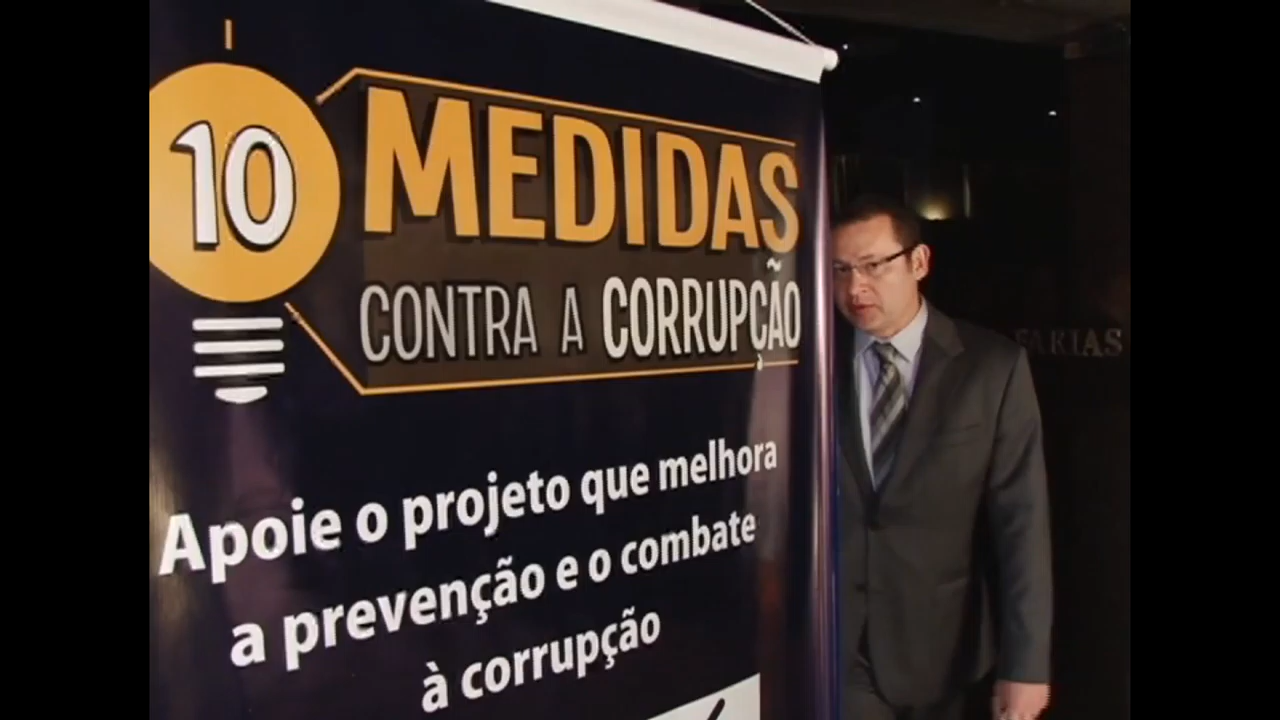 10
MEDIDAS
CONTRA A CORRUPÇÃO
Apoie o projeto que melhora
a prevenção e o combate
à corrupção
FARIAS